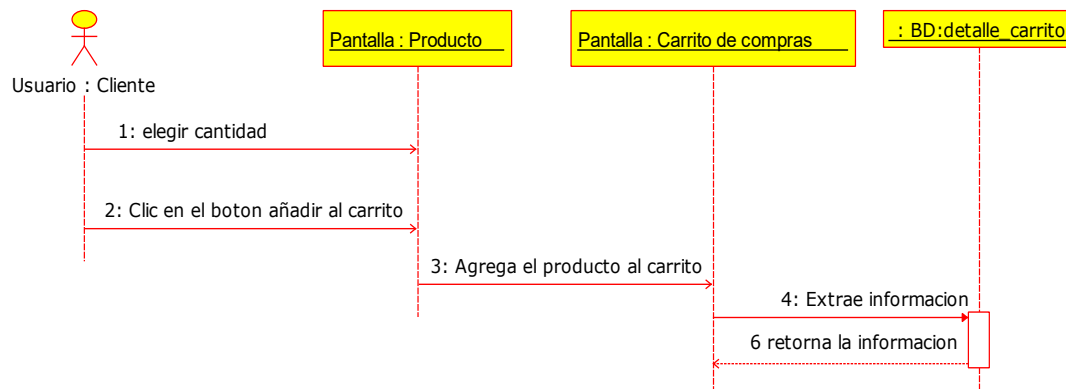 Pantalla : Producto
Pantalla : Carrito de compras
: BD:detalle_carrito
Usuario : Cliente
1: elegir cantidad
2: Clic en el boton añadir al carrito
3: Agrega el producto al carrito
4: Extrae informacion
6 retorna la informacion